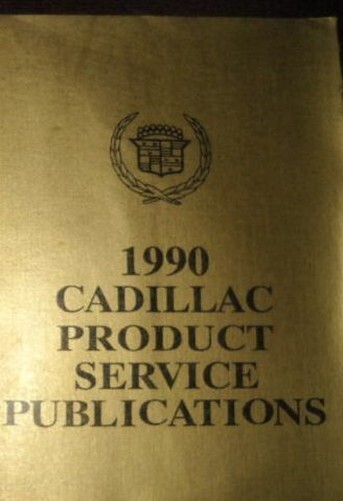 1990
CADILLAC
PRODUCT
SERVICE
PUBLICATIONS